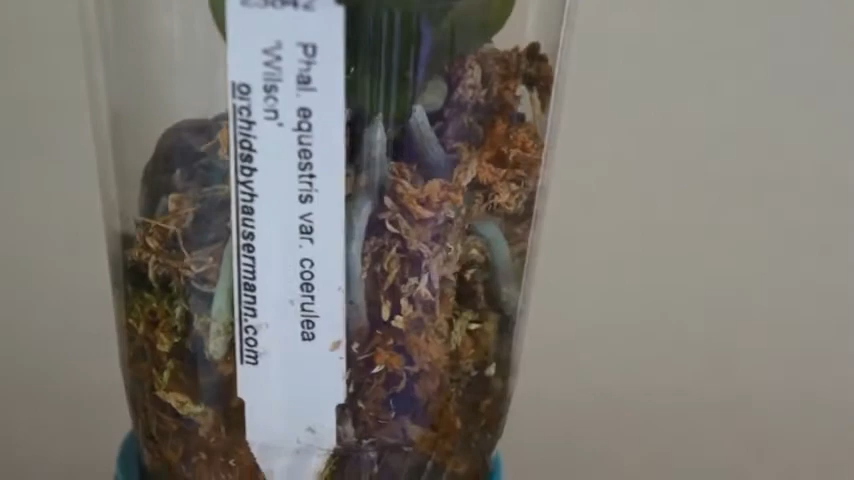 Phal. equestris var. coerulea
'Wilson'
orchidsbyhausermann.com